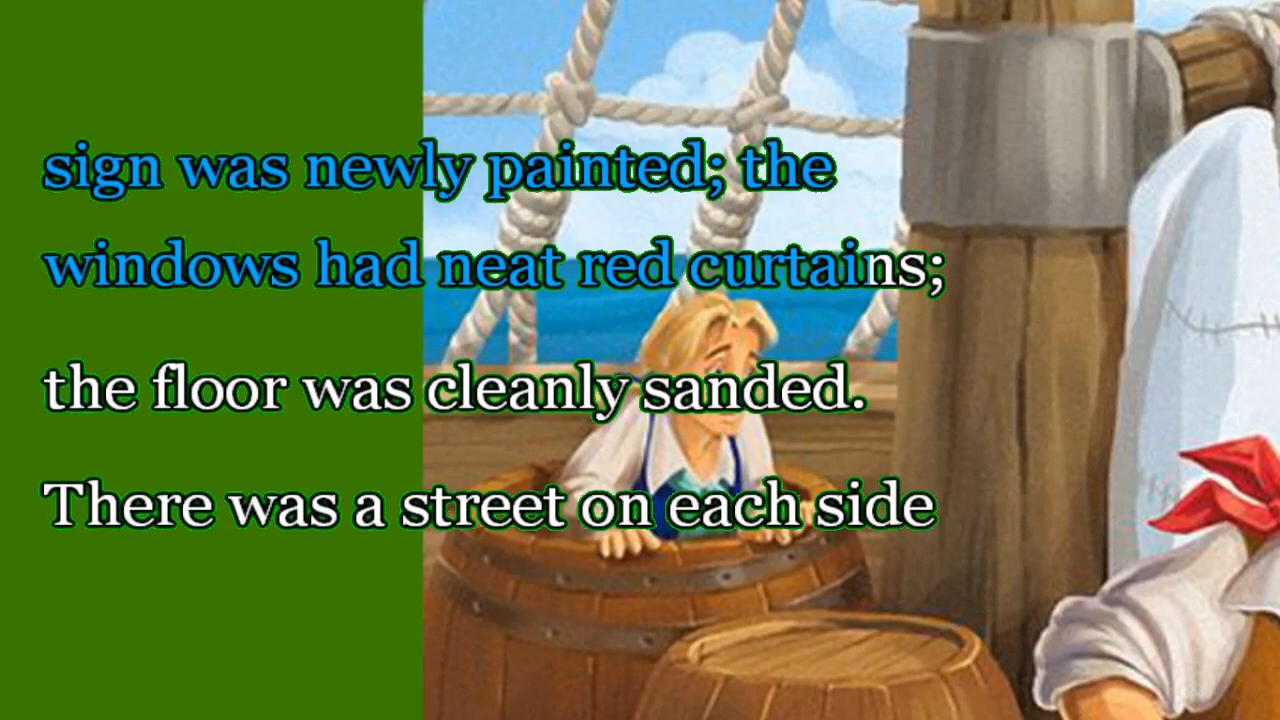 sign was newly painted; the
windows had neat red curtains;
the floor was cleanly sanded.
There was a street on each side